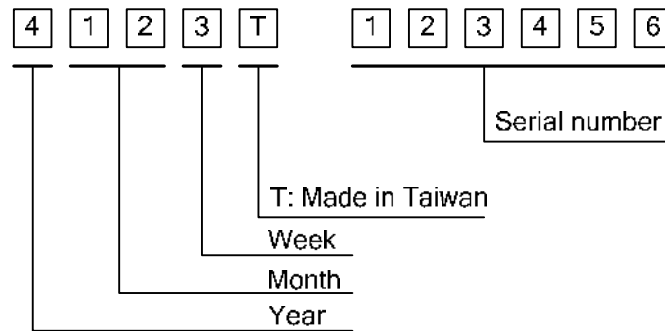 4 1 2 3 T 1 2 3 4 5 6
Serial number
T: Made in Taiwan
Week
Month
Year